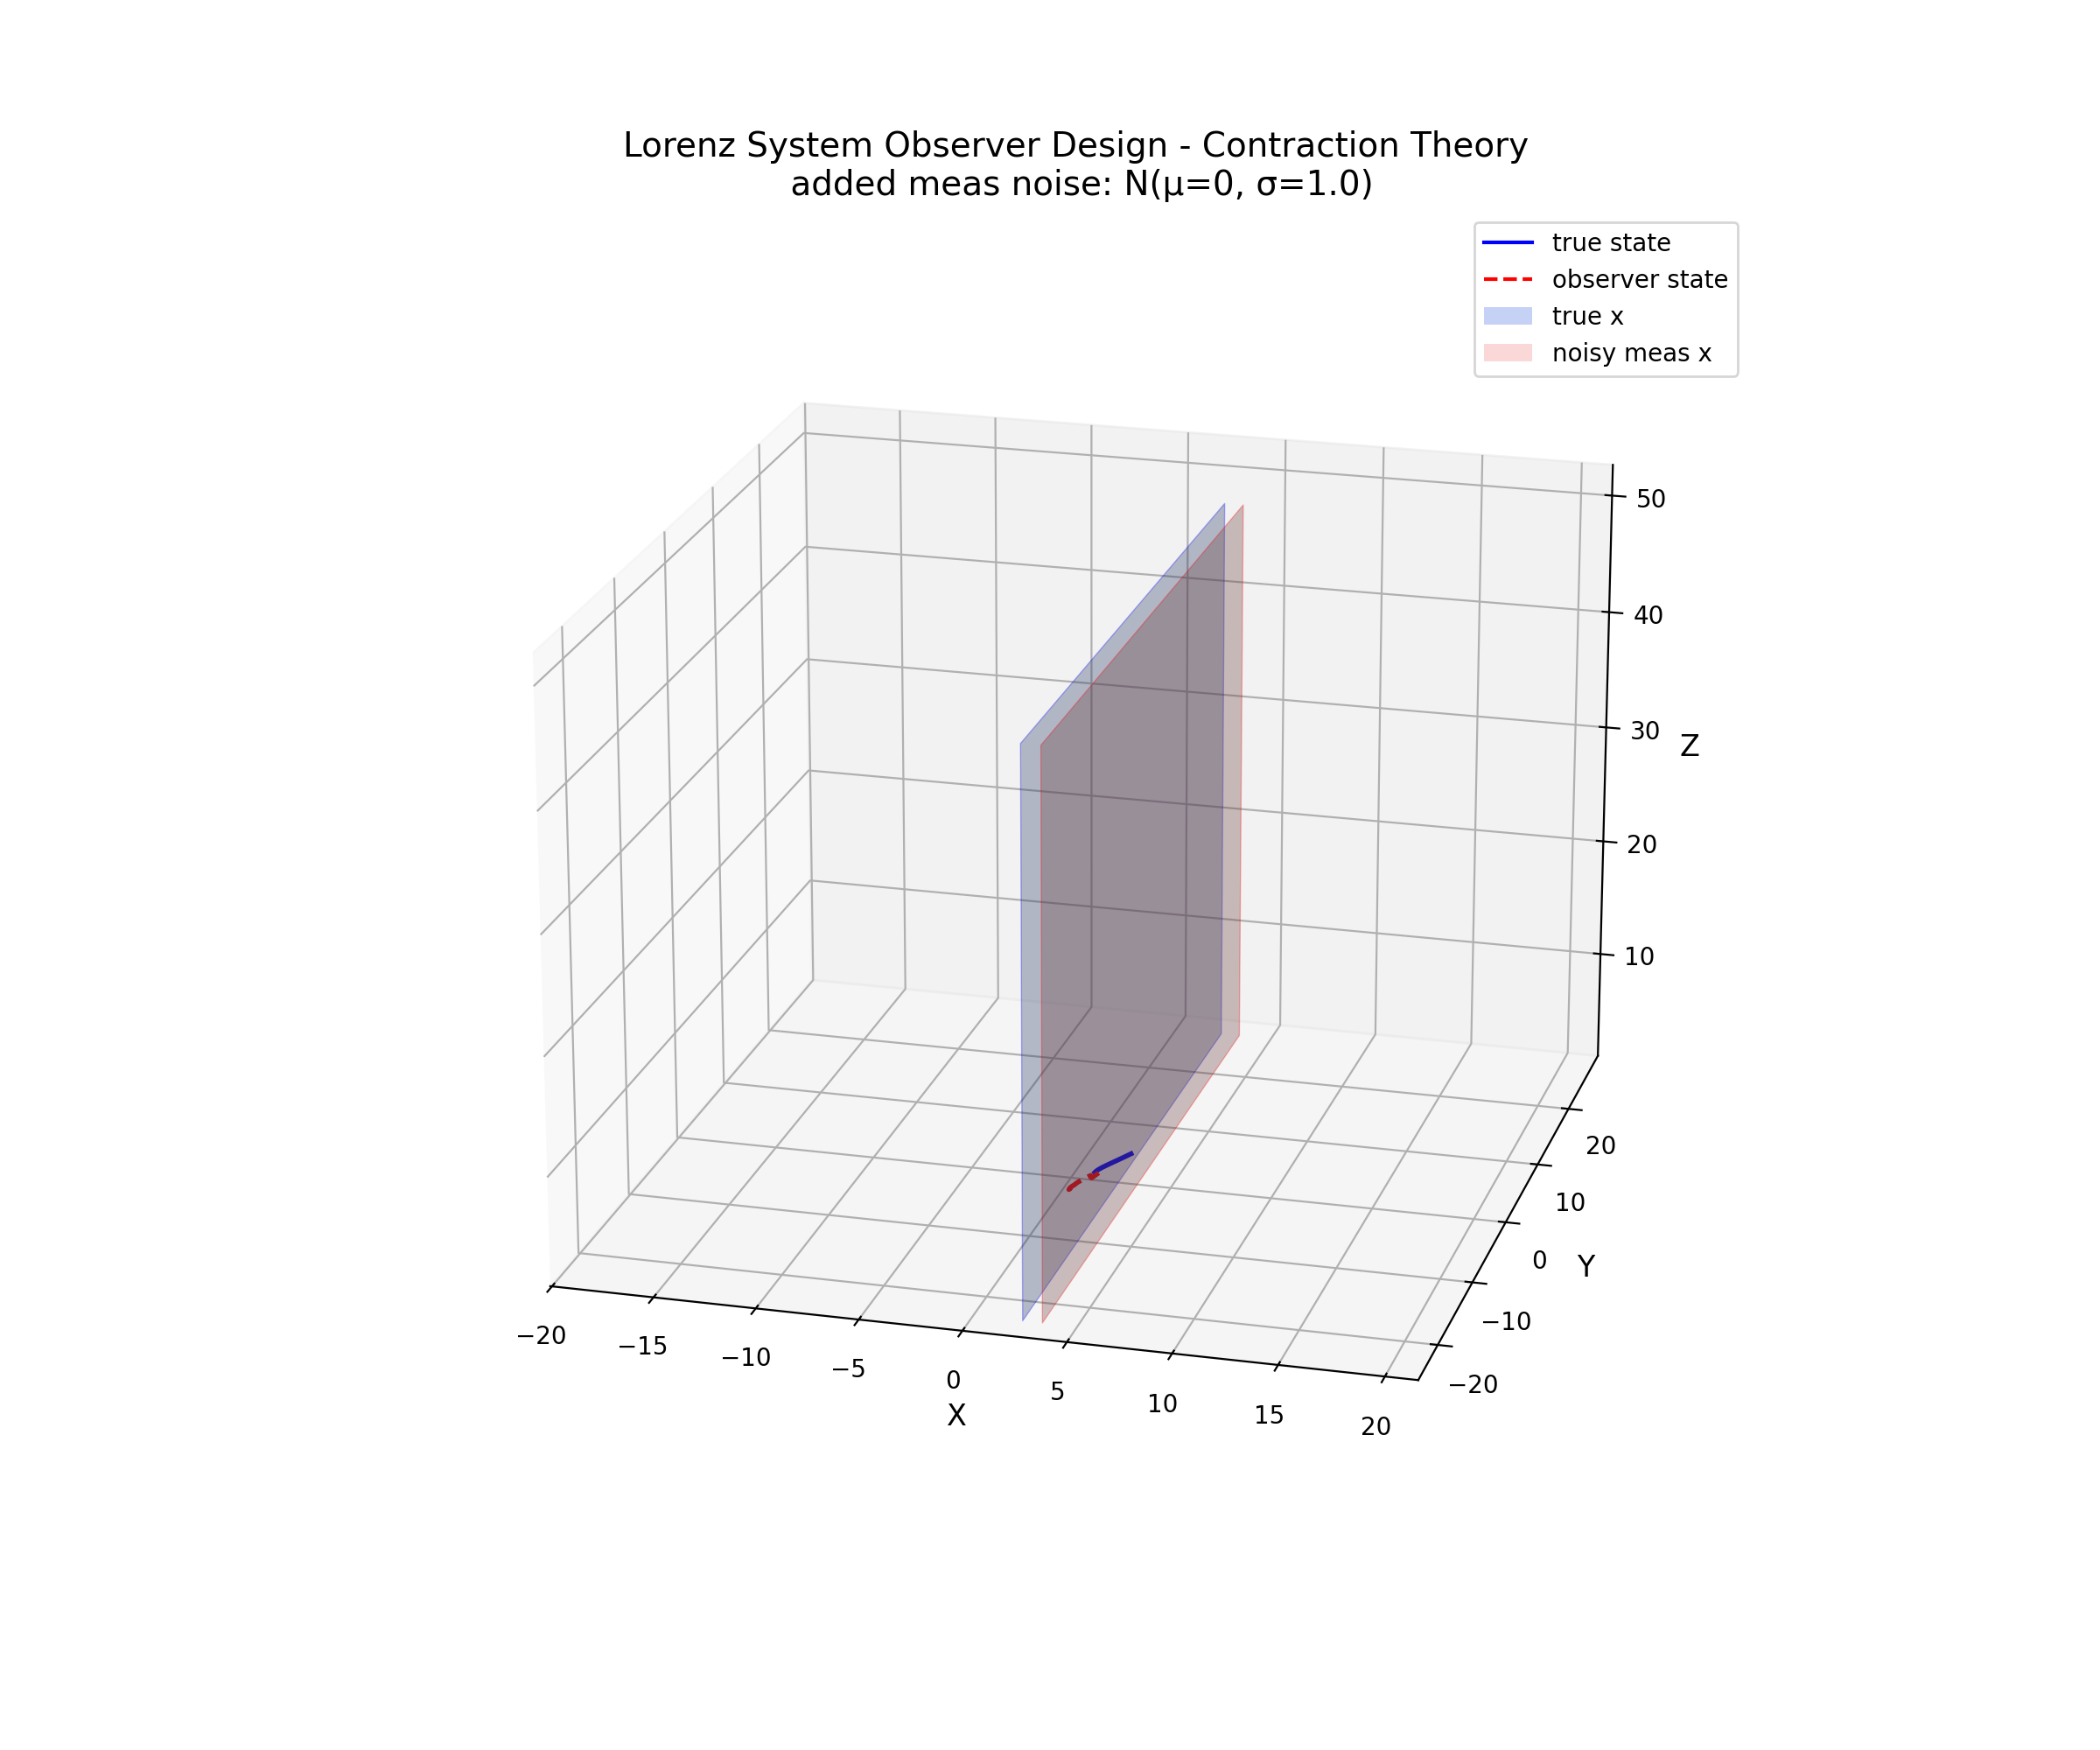 Lorenz System Observer Design - Contraction Theory
added meas noise: N(μ=0, σ=1.0)
true state
observer state
true x
noisy meas x
50
40
30
Z
20
10
20
10
0
Y
−10
−20
−20
−15
−10
−5
0
5
10
15
20
X